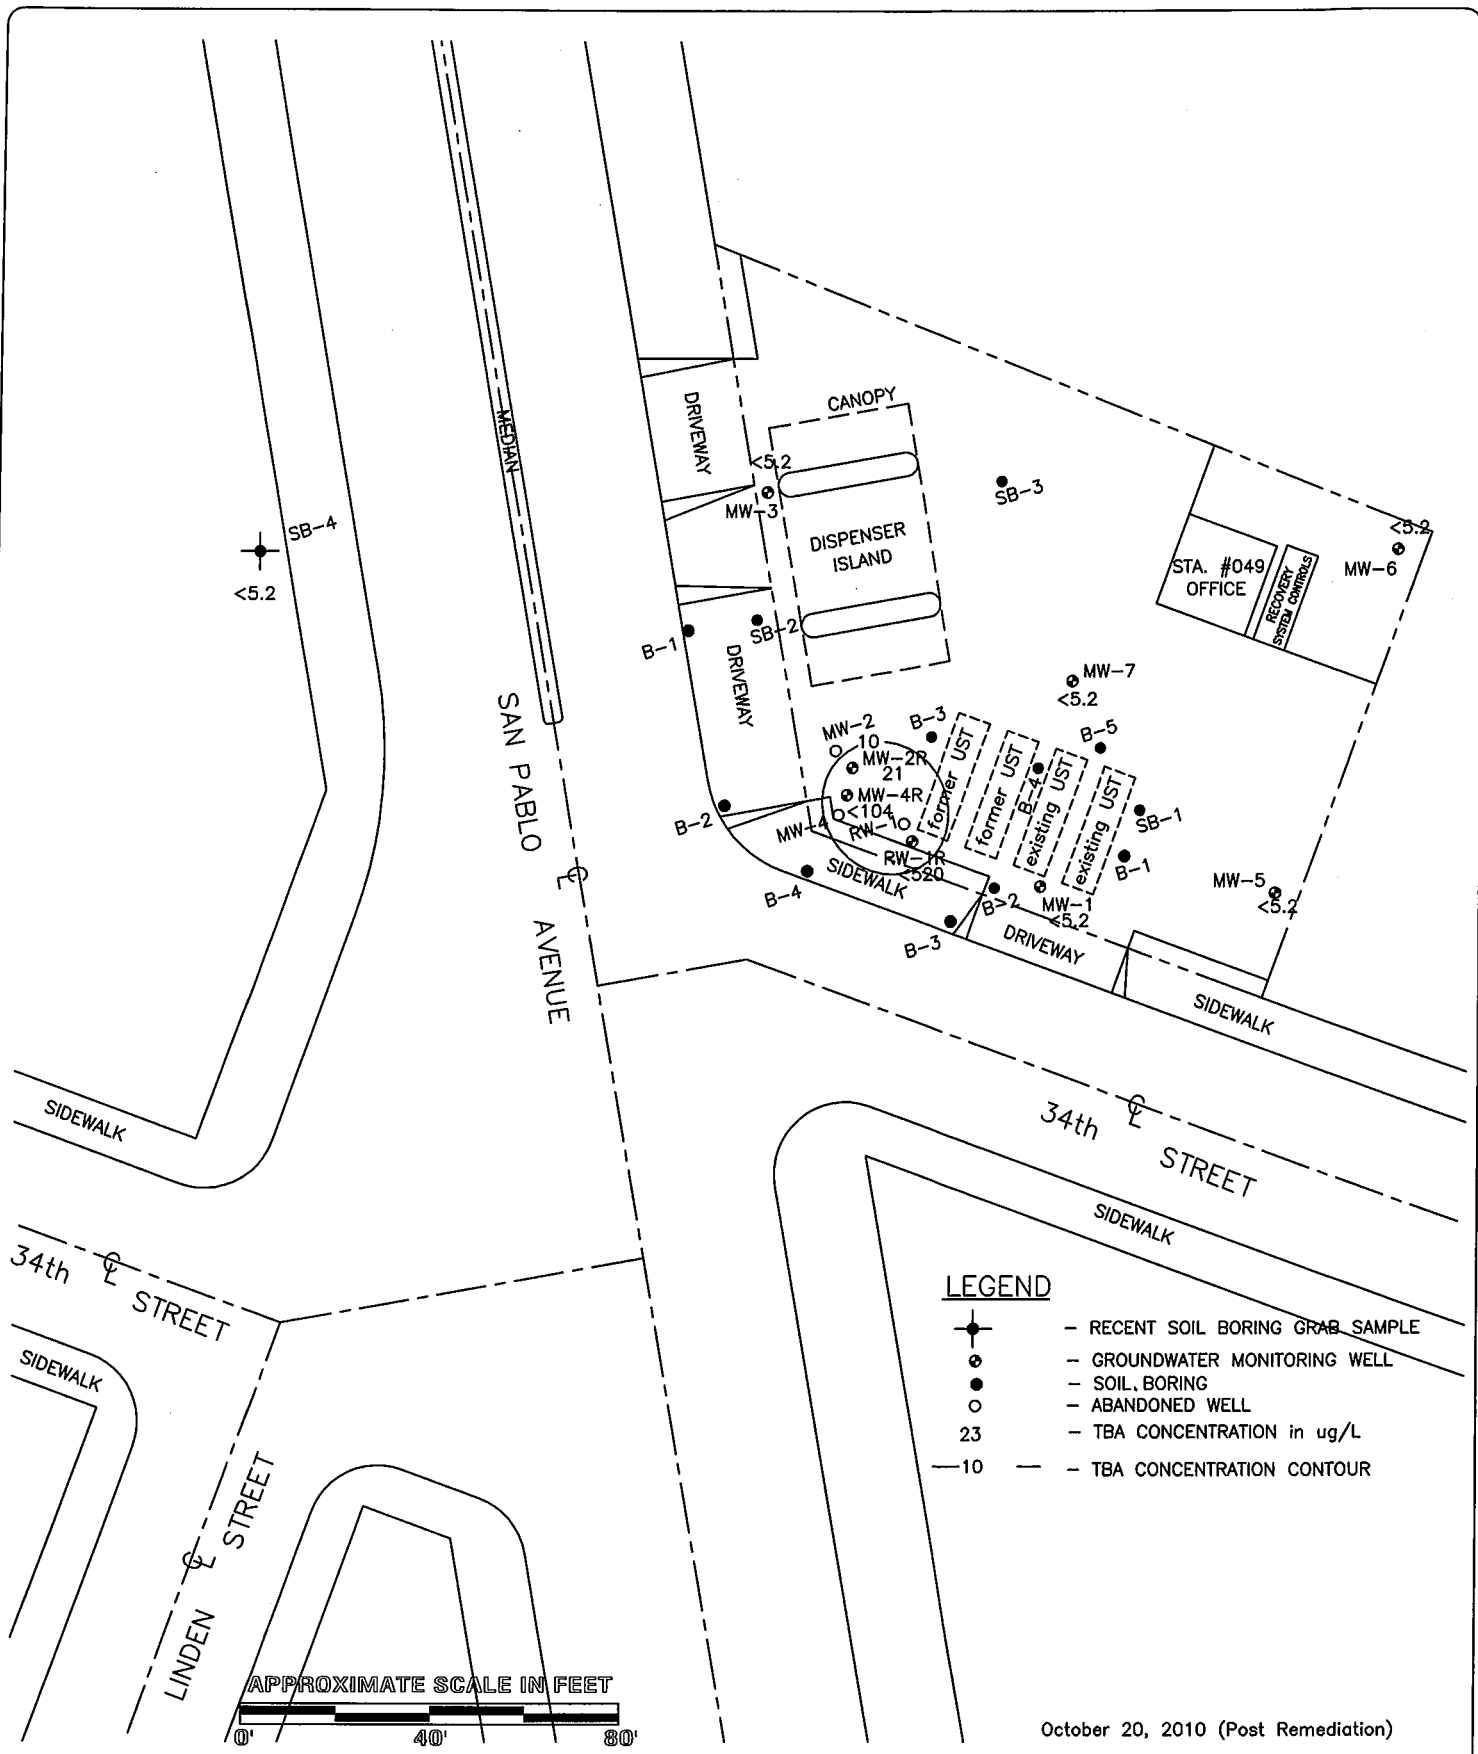 CANOPY
MEDIAN
DRIVEWAY
<5.2
MW-3
SB-3
SB-4
<5.2
DISPENSER
ISLAND
STA. #049
OFFICE
RECOVERY
SYSTEM CONTROLS
<5.2
MW-6
B-1
SB-2
DRIVEWAY
MW-7
<5.2
SAN PABLO
AVENUE
℄
MW-2
10
MW-2R
21
B-3
B-5
former UST
former UST
B-4
existing UST
existing UST
MW-4R
<104
MW-4
RW-1
RW-1R
<520
SB-1
B-1
B-2
B-4
SIDEWALK
B-3
B-2
MW-1
<5.2
MW-5
<5.2
DRIVEWAY
SIDEWALK
SIDEWALK
34th ℄
STREET
SIDEWALK
34th ℄
STREET
SIDEWALK
LINDEN ℄ STREET
LEGEND
- RECENT SOIL BORING GRAB SAMPLE
- GROUNDWATER MONITORING WELL
- SOIL BORING
- ABANDONED WELL
23 - TBA CONCENTRATION in ug/L
—10 — - TBA CONCENTRATION CONTOUR
APPROXIMATE SCALE IN FEET
0' 40' 80'
October 20, 2010 (Post Remediation)